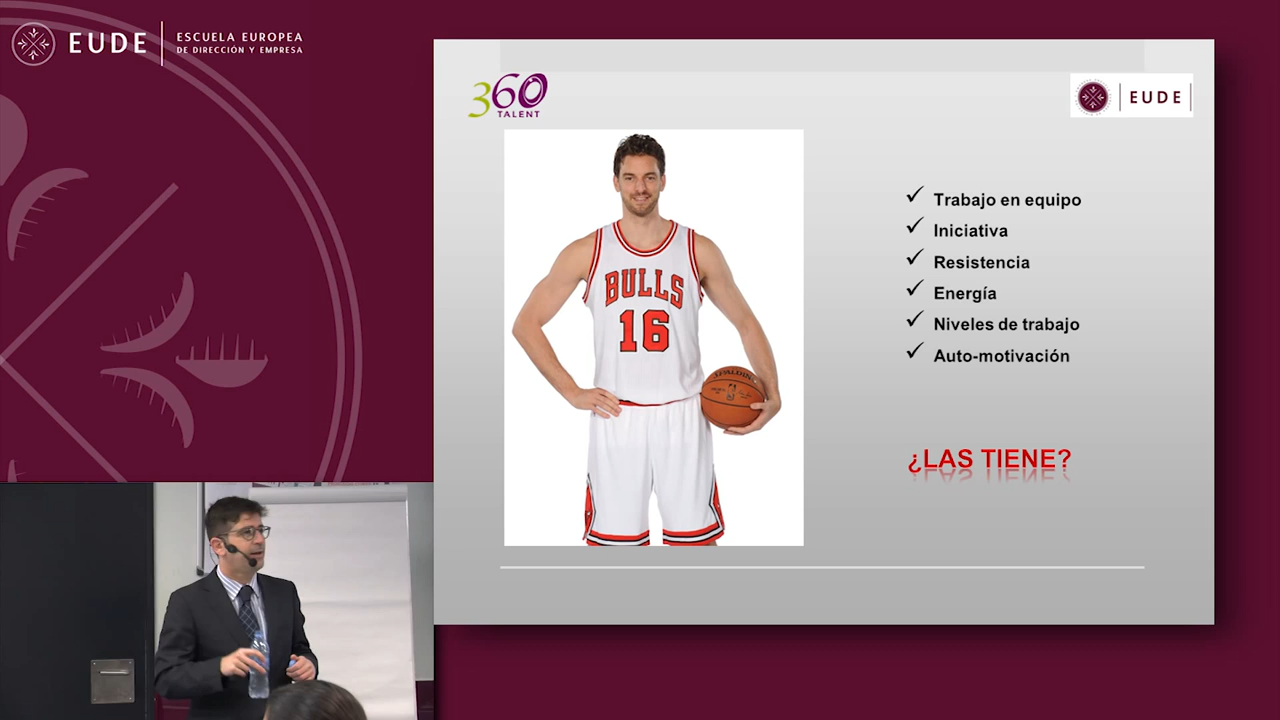 EUDE
ESCUELA EUROPEA
DE DIRECCIÓN Y EMPRESA
360
TALENT
EUDE
BULLS
16
SPALDING
✓ Trabajo en equipo
✓ Iniciativa
✓ Resistencia
✓ Energía
✓ Niveles de trabajo
✓ Auto-motivación
¿LAS TIENE?